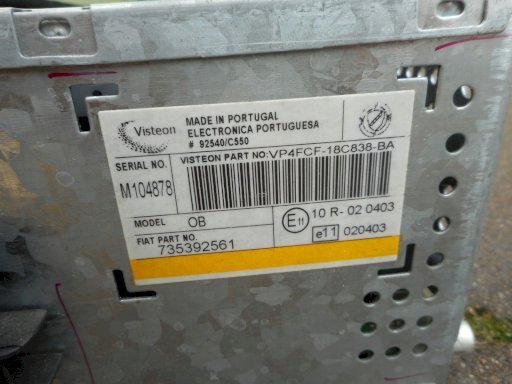 Visteon
MADE IN PORTUGAL
ELECTRONICA PORTUGUESA
# 92540/C550
SERIAL NO.
VISTEON PART NO: VP4FCF-18C838-BA
M104878
MODEL OB
E11 10 R- 02 0403
FIAT PART NO.
735392561
e11 020403